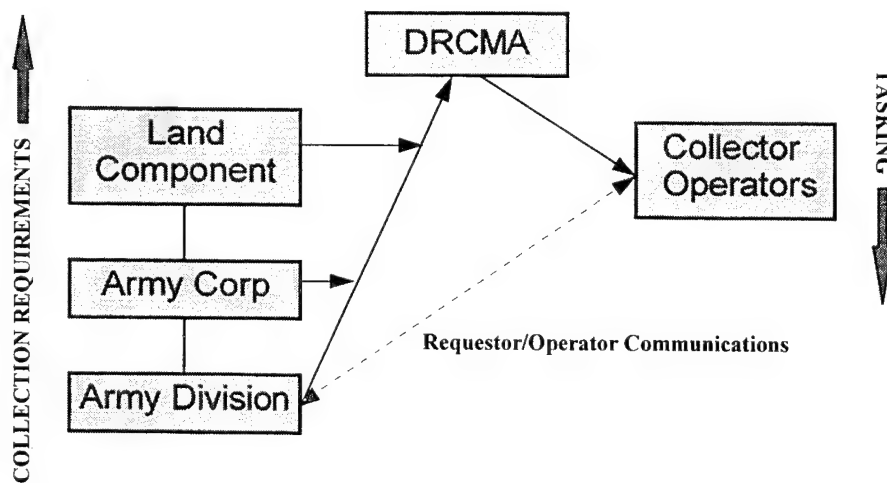 DRCMA
Land
Component
Collector
Operators
Army Corp
Army Division
Requestor/Operator Communications
COLLECTION REQUIREMENTS
TASKING